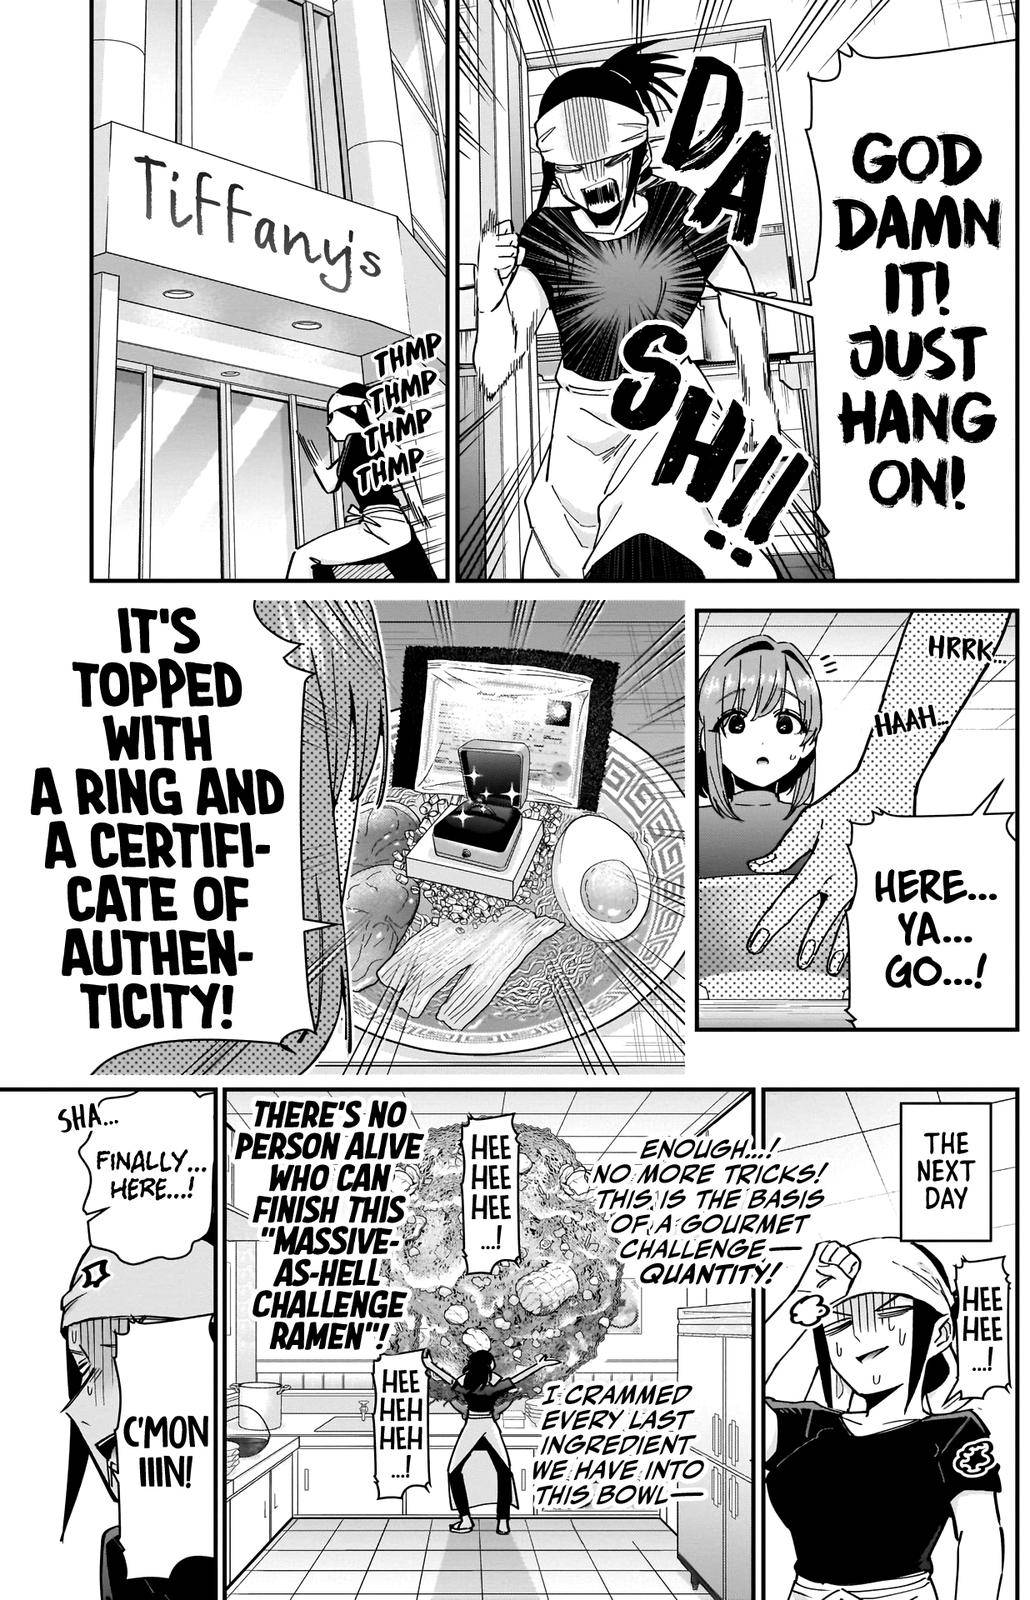 GOD
DAMN
IT!
JUST
HANG
ON!
DA
SH!!
Tiffany's
THMP
THMP
THMP
THMP
HRRK...
HAAH...
HERE...
YA...
GO...!
IT'S
TOPPED
WITH
A RING AND
A CERTIFI-
CATE OF
AUTHEN-
TICITY!
THE
NEXT
DAY
HEE
HEE
...!
ENOUGH...!
NO MORE TRICKS!
THIS IS THE BASIS
OF A GOURMET
CHALLENGE—
QUANTITY!
I CRAMMED
EVERY LAST
INGREDIENT
WE HAVE INTO
THIS BOWL—
HEE
HEE
HEE
HEE
...!
THERE'S NO
PERSON ALIVE
WHO CAN
FINISH THIS
"MASSIVE-
AS-HELL
CHALLENGE
RAMEN"!
HEE
HEH
HEH
...!
SHA...
FINALLY...
HERE...!
C'MON
IIIN!